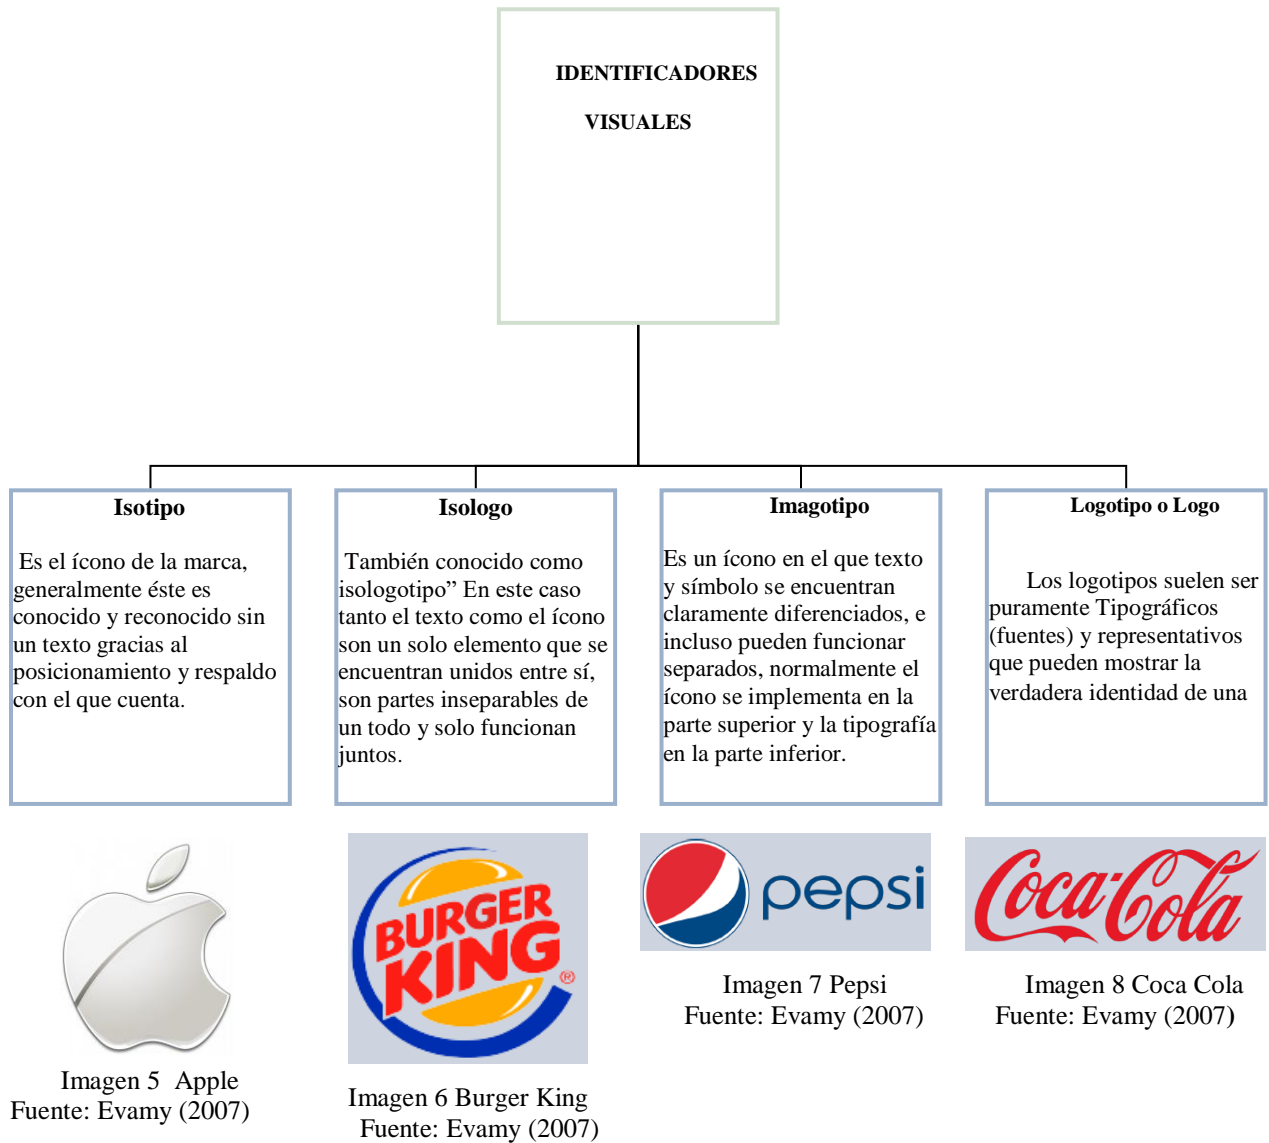 IDENTIFICADORES
VISUALES
Isotipo
Es el ícono de la marca,
generalmente éste es
conocido y reconocido sin
un texto gracias al
posicionamiento y respaldo
con el que cuenta.
Isologo
También conocido como
isologotipo” En este caso
tanto el texto como el ícono
son un solo elemento que se
encuentran unidos entre sí,
son partes inseparables de
un todo y solo funcionan
juntos.
Imagotipo
Es un ícono en el que texto
y símbolo se encuentran
claramente diferenciados, e
incluso pueden funcionar
separados, normalmente el
ícono se implementa en la
parte superior y la tipografía
en la parte inferior.
Logotipo o Logo
Los logotipos suelen ser
puramente Tipográficos
(fuentes) y representativos
que pueden mostrar la
verdadera identidad de una
Imagen 5 Apple
Fuente: Evamy (2007)
BURGER
KING
®
Imagen 6 Burger King
Fuente: Evamy (2007)
pepsi
Imagen 7 Pepsi
Fuente: Evamy (2007)
Coca-Cola
Imagen 8 Coca Cola
Fuente: Evamy (2007)